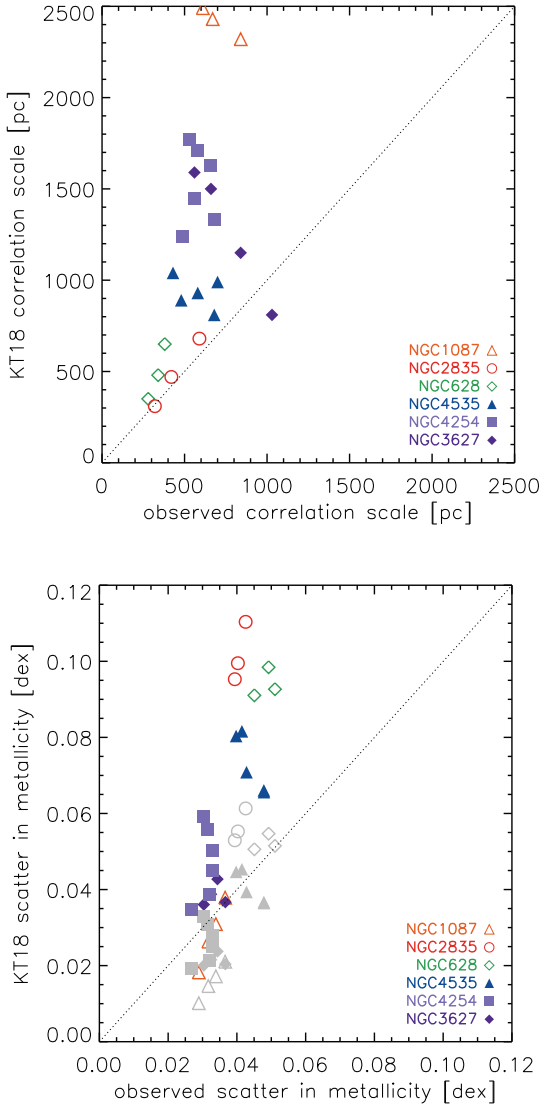 2500
2000
1500
1000
500
0
KT18 correlation scale [pc]
NGC1087
NGC2835
NGC628
NGC4535
NGC4254
NGC3627
0 500 1000 1500 2000 2500
observed correlation scale [pc]
0.12
0.10
0.08
0.06
0.04
0.02
0.00
KT18 scatter in metallicity [dex]
NGC1087
NGC2835
NGC628
NGC4535
NGC4254
NGC3627
0.00 0.02 0.04 0.06 0.08 0.10 0.12
observed scatter in metallicity [dex]